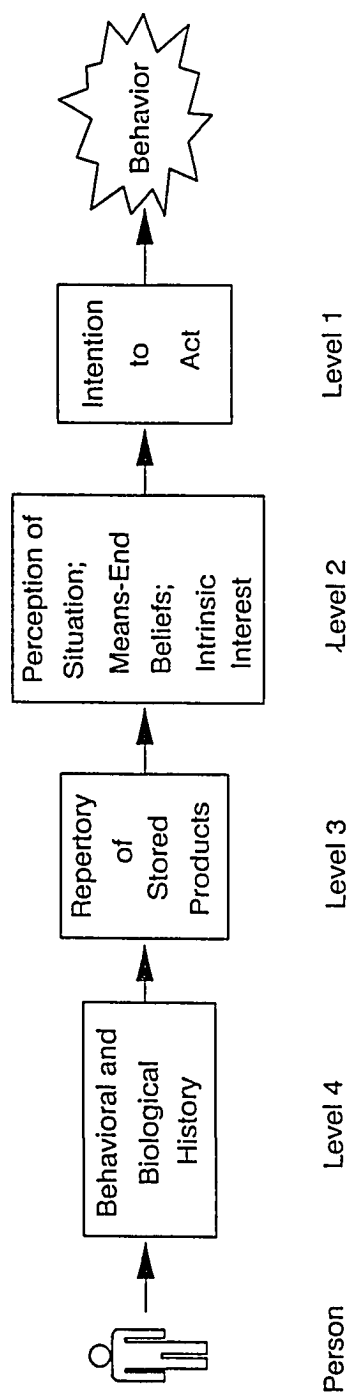 Behavioral and
Biological
History
Repertory
of
Stored
Products
Perception of
Situation;
Means-End
Beliefs;
Intrinsic
Interest
Intention
to
Act
Behavior
Person
Level 4
Level 3
Level 2
Level 1